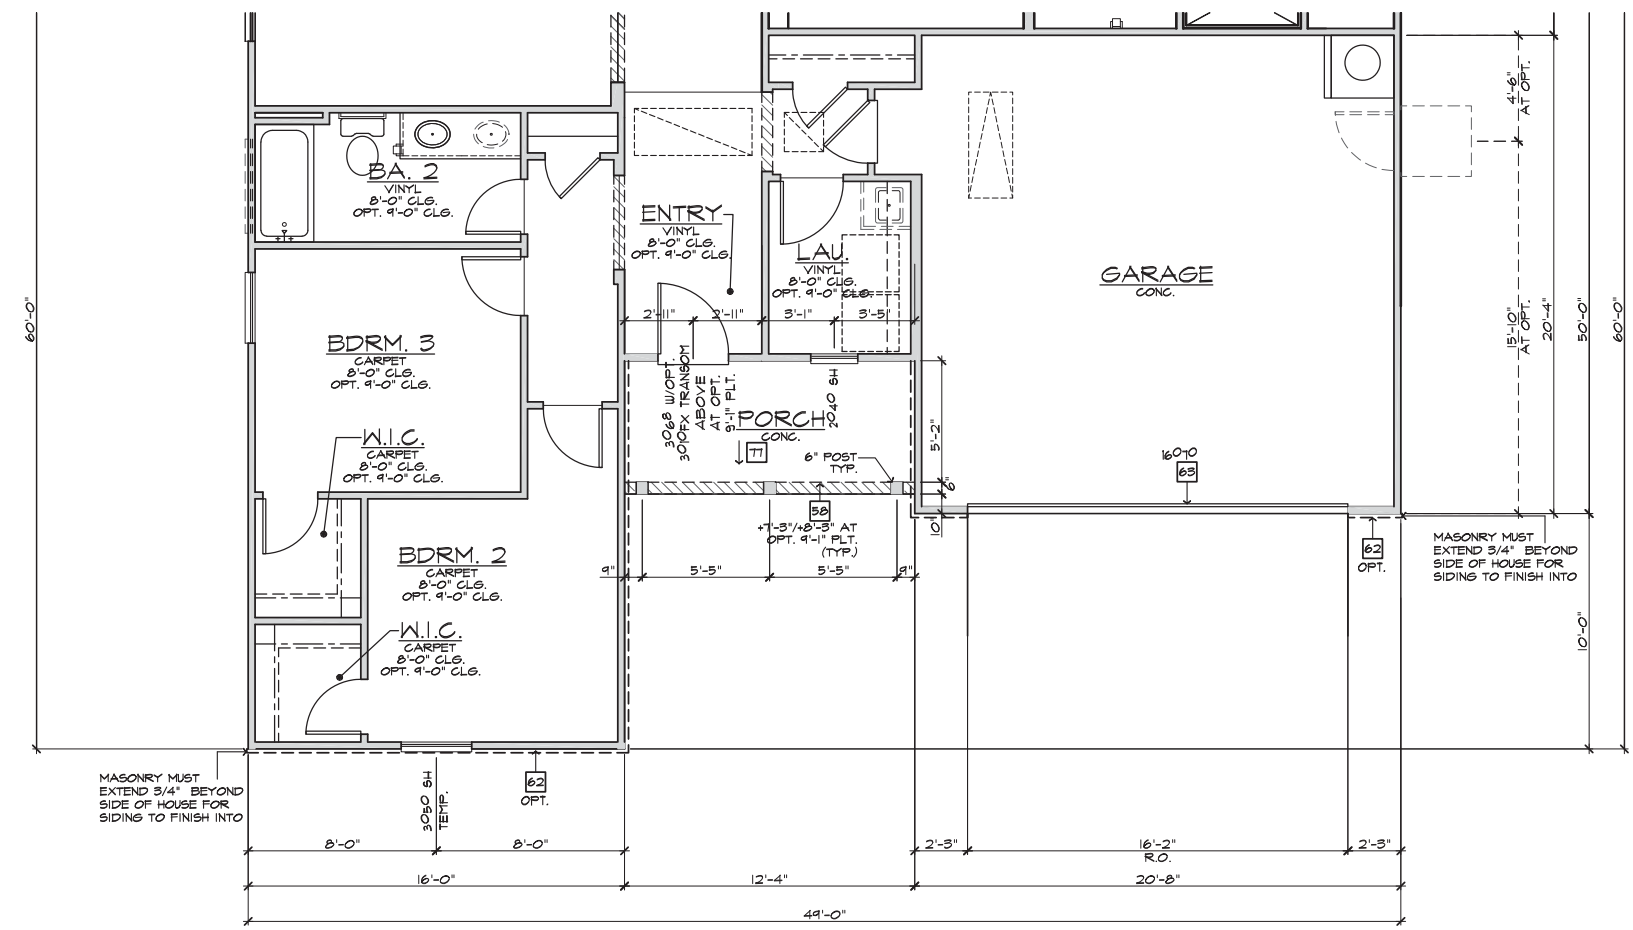 60'-0"
BA. 2
VINYL
8'-0" CLG.
OPT. 9'-0" CLG.
ENTRY
VINYL
8'-0" CLG.
OPT. 9'-0" CLG.
LAU.
VINYL
8'-0" CLG.
OPT. 9'-0" CLG.
GARAGE
CONC.
4'-6"
AT OPT.
15'-10"
AT OPT.
20'-4"
50'-0"
60'-0"
2'-11"
2'-11"
3'-1"
3'-5"
BDRM. 3
CARPET
8'-0" CLG.
OPT. 9'-0" CLG.
3068 W/OPT.
3010FX TRANSOM
ABOVE
AT OPT.
9'-1" PLT.
2040 SH
PORCH
CONC.
77
6" POST
TYP.
5'-2"
6"
10"
W.I.C.
CARPET
8'-0" CLG.
OPT. 9'-0" CLG.
16070
63
58
+7'-3"/+8'-3" AT
OPT. 9'-1" PLT.
(TYP.)
9"
5'-5"
5'-5"
9"
BDRM. 2
CARPET
8'-0" CLG.
OPT. 9'-0" CLG.
62
OPT.
MASONRY MUST
EXTEND 3/4" BEYOND
SIDE OF HOUSE FOR
SIDING TO FINISH INTO
10'-0"
W.I.C.
CARPET
8'-0" CLG.
OPT. 9'-0" CLG.
MASONRY MUST
EXTEND 3/4" BEYOND
SIDE OF HOUSE FOR
SIDING TO FINISH INTO
3050 SH
TEMP.
62
OPT.
8'-0"
8'-0"
2'-3"
16'-2"
R.O.
2'-3"
16'-0"
12'-4"
20'-8"
49'-0"